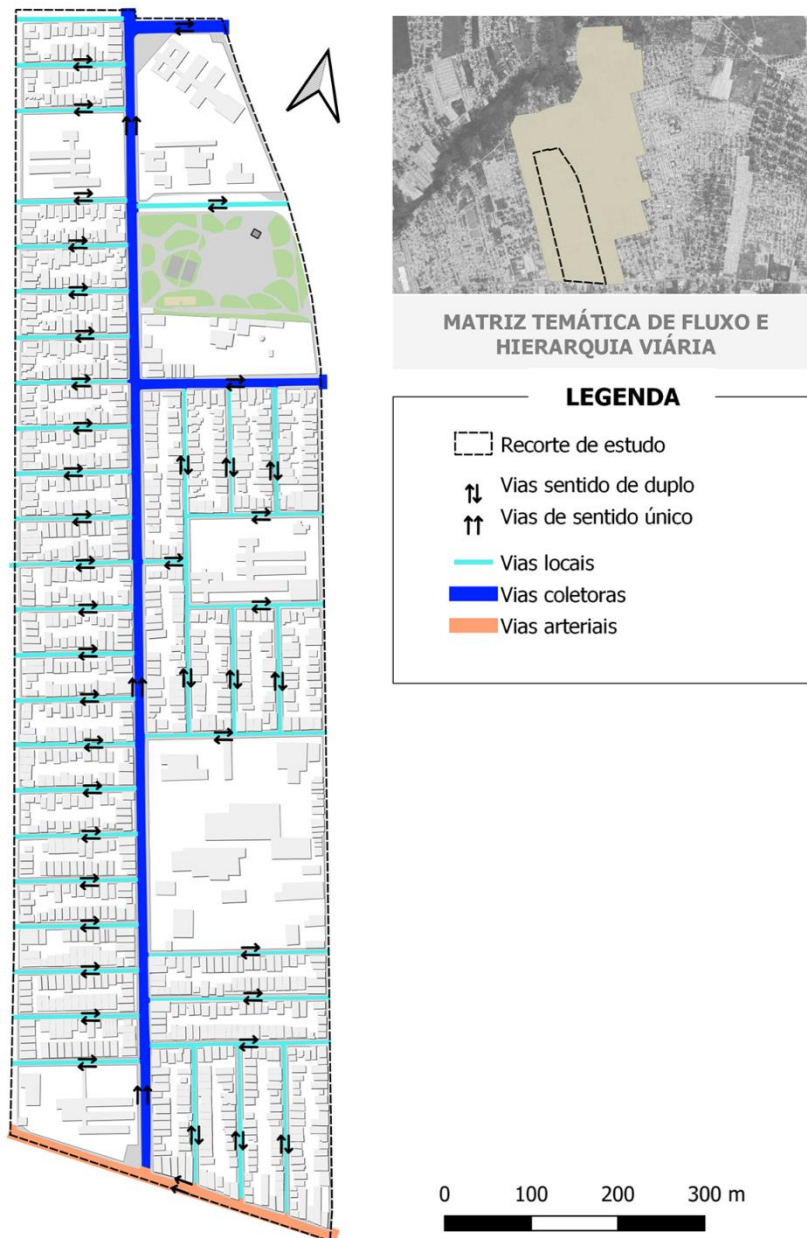 MATRIZ TEMÁTICA DE FLUXO E
HIERARQUIA VIÁRIA
LEGENDA
Recorte de estudo
Vias sentido de duplo
Vias de sentido único
Vias locais
Vias coletoras
Vias arteriais
0 100 200 300 m